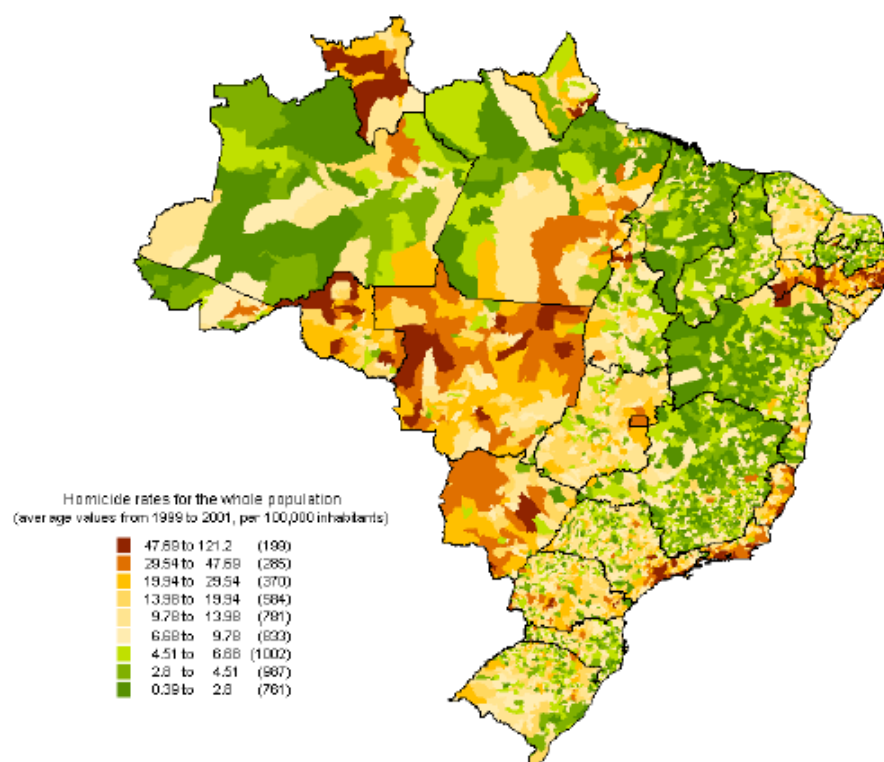 Homicide rates for the whole population
(average values from 1999 to 2001, per 100,000 inhabitants)
47.69 to 121.2 (199)
29.54 to 47.69 (285)
19.94 to 29.54 (370)
13.98 to 19.94 (584)
9.78 to 13.98 (781)
6.68 to 9.78 (833)
4.51 to 6.68 (1002)
2.8 to 4.51 (987)
0.39 to 2.8 (761)